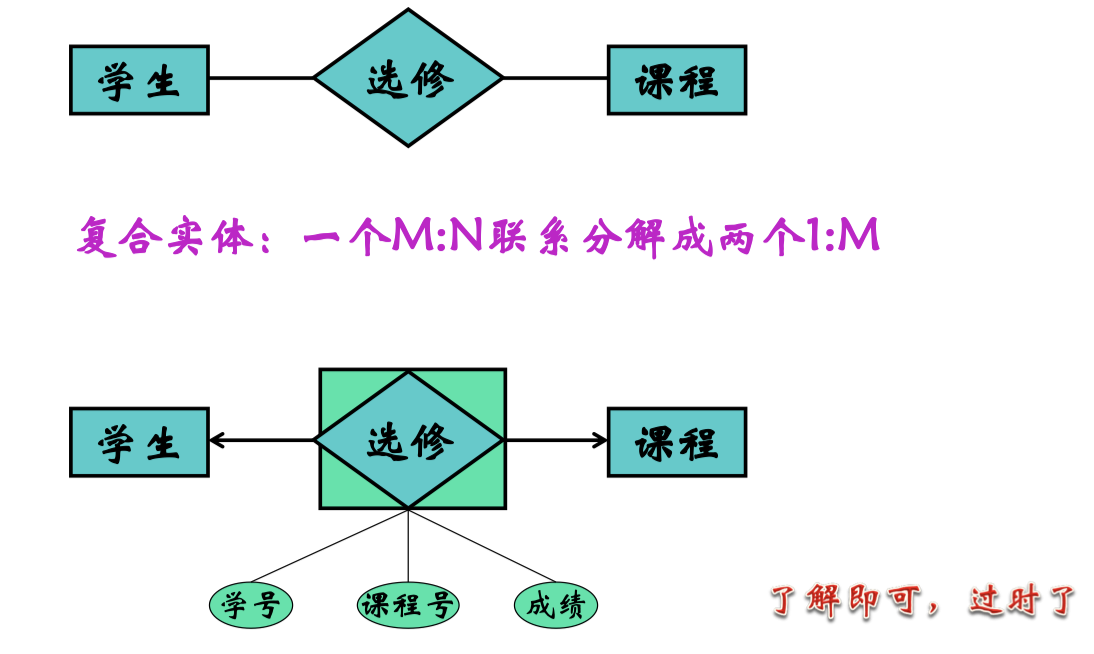 学生 选修 课程
复合实体：一个M:N联系分解成两个1:M
学生 选修 课程
学号 课程号 成绩
了解即可，过时了